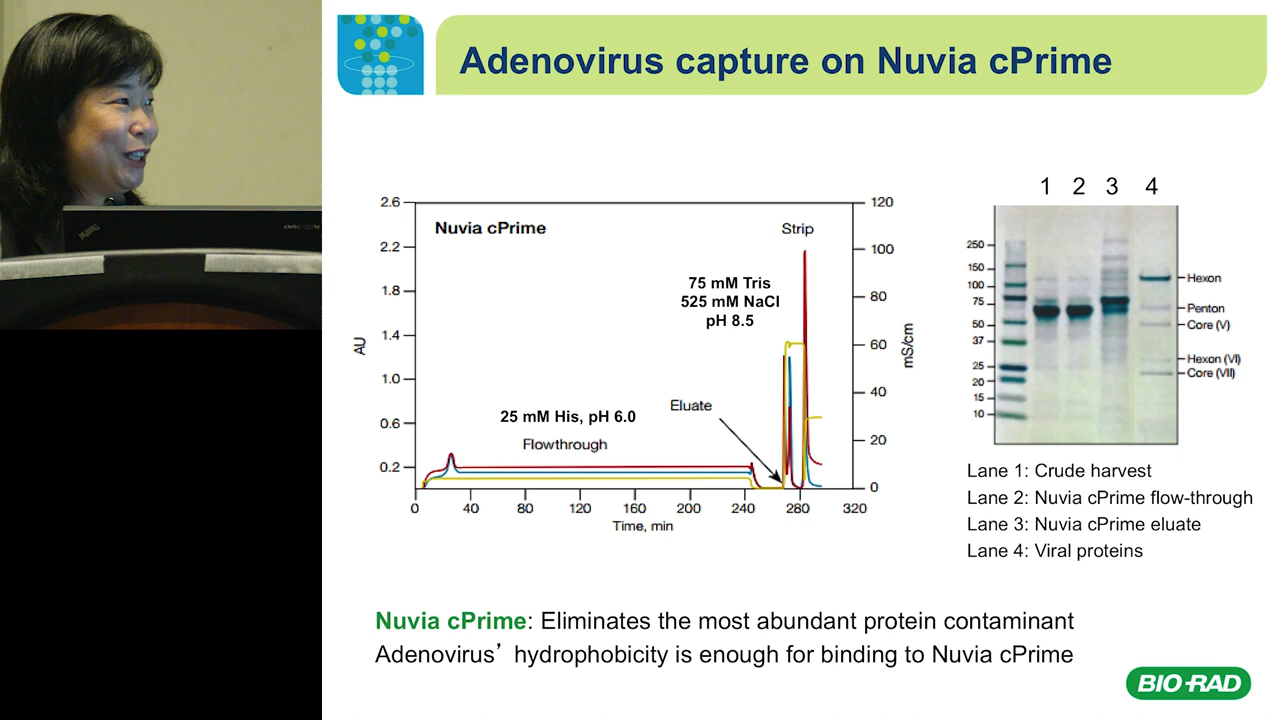 Adenovirus capture on Nuvia cPrime
Nuvia cPrime
Strip
75 mM Tris
525 mM NaCl
pH 8.5
25 mM His, pH 6.0
Flowthrough
Eluate
AU
2.6
2.2
1.8
1.4
1.0
0.6
0.2
120
100
80
60
40
20
0
mS/cm
0 40 80 120 160 200 240 280 320
Time, min
1 2 3 4
250
150
100
75
50
37
25
20
15
10
Hexon
Penton
Core (V)
Hexon (VI)
Core (VII)
Lane 1: Crude harvest
Lane 2: Nuvia cPrime flow-through
Lane 3: Nuvia cPrime eluate
Lane 4: Viral proteins
Nuvia cPrime: Eliminates the most abundant protein contaminant
Adenovirus’ hydrophobicity is enough for binding to Nuvia cPrime
BIO-RAD